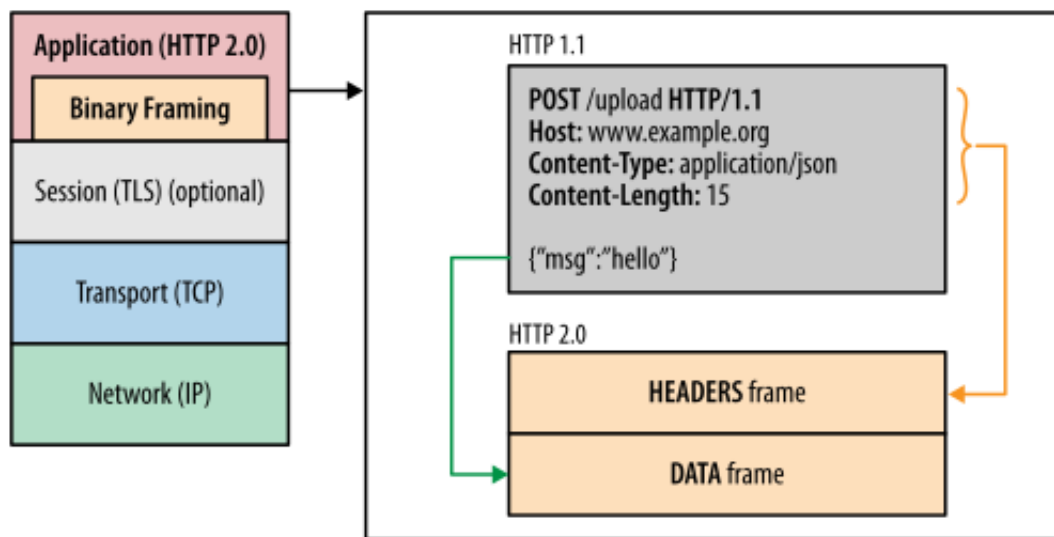 Application (HTTP 2.0)
Binary Framing
Session (TLS) (optional)
Transport (TCP)
Network (IP)
HTTP 1.1
POST /upload HTTP/1.1
Host: www.example.org
Content-Type: application/json
Content-Length: 15
{“msg”:”hello”}
HTTP 2.0
HEADERS frame
DATA frame